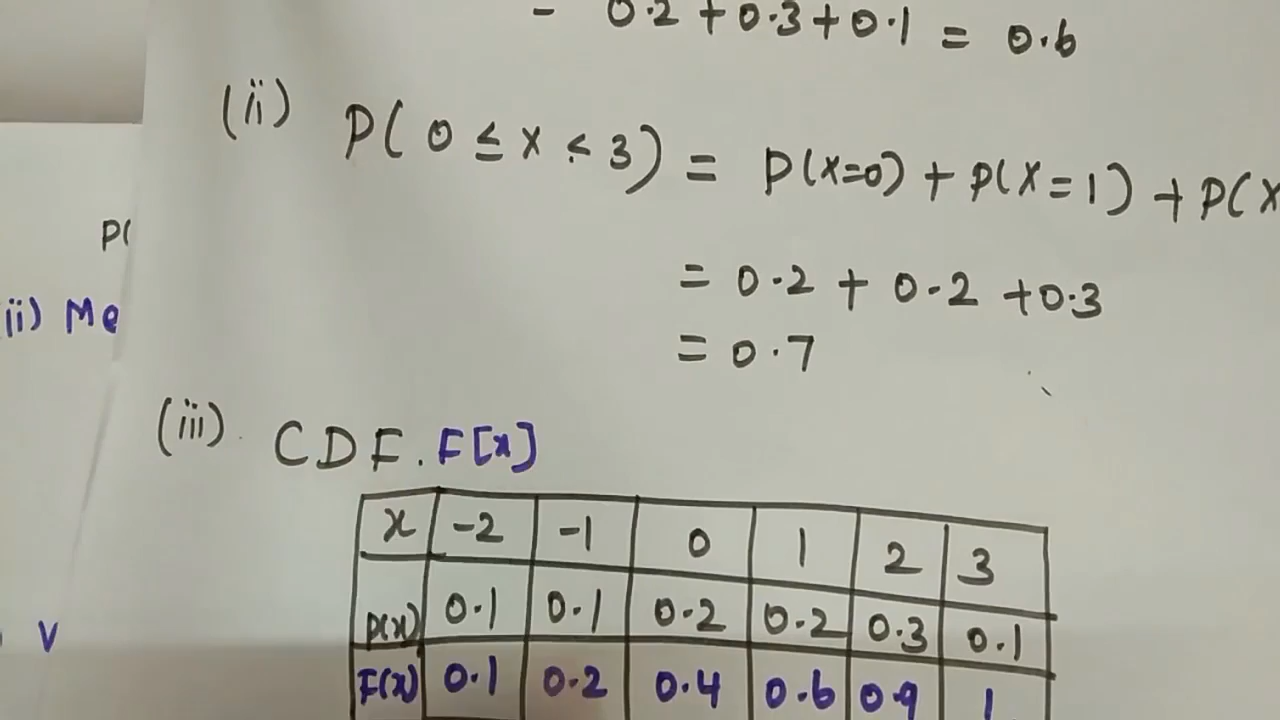 - 0.2 + 0.3 + 0.1 = 0.6
(ii) P( 0 ≤ x < 3) = P(X=0) + P(X=1) + P(X
= 0.2 + 0.2 + 0.3
= 0.7
P(
ii) Me
(iii) CDF. F[x]
x -2 -1 0 1 2 3
P(x) 0.1 0.1 0.2 0.2 0.3 0.1
V
F(x) 0.1 0.2 0.4 0.6 0.9 1